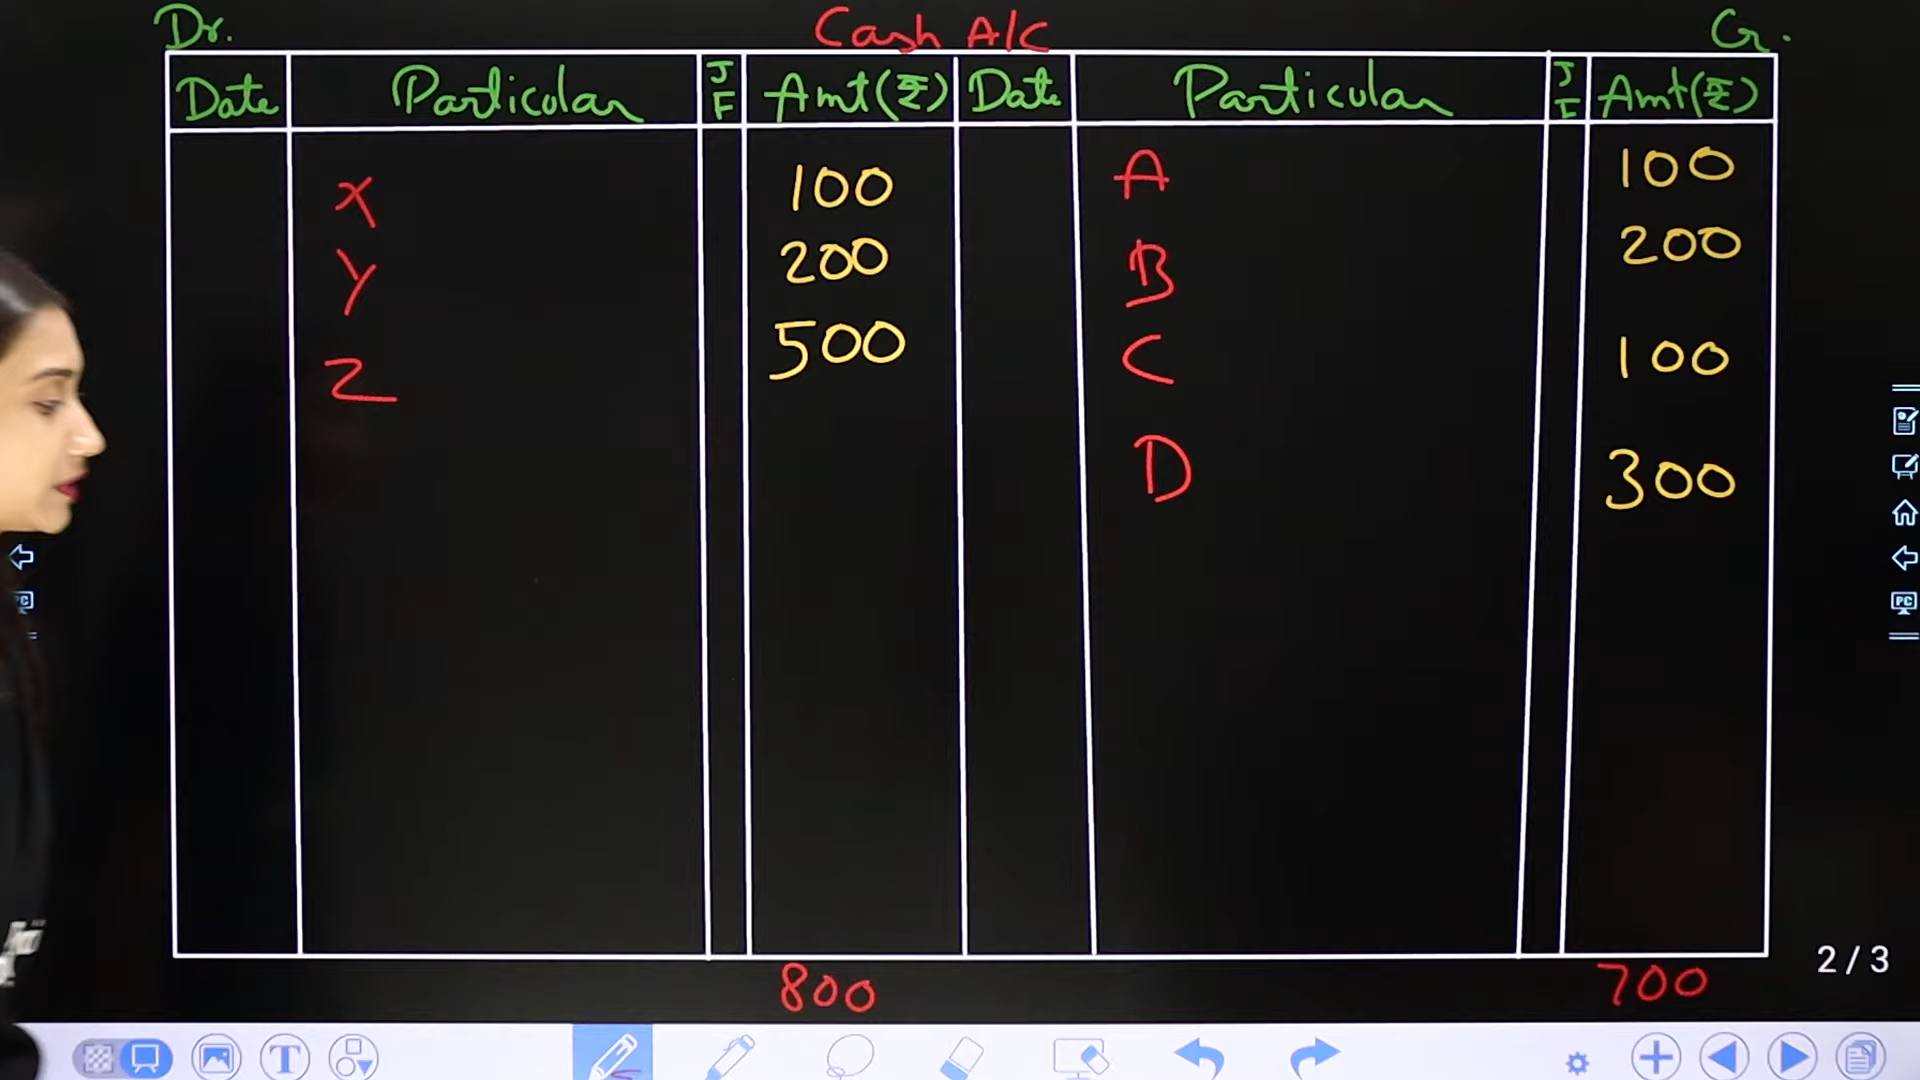 Dr. Cash A/C Cr.
Date Particular JF Amt(₹) Date Particular JF Amt(₹)
X 100 A 100
Y 200 B 200
Z 500 C 100
D 300
800 700
2/3